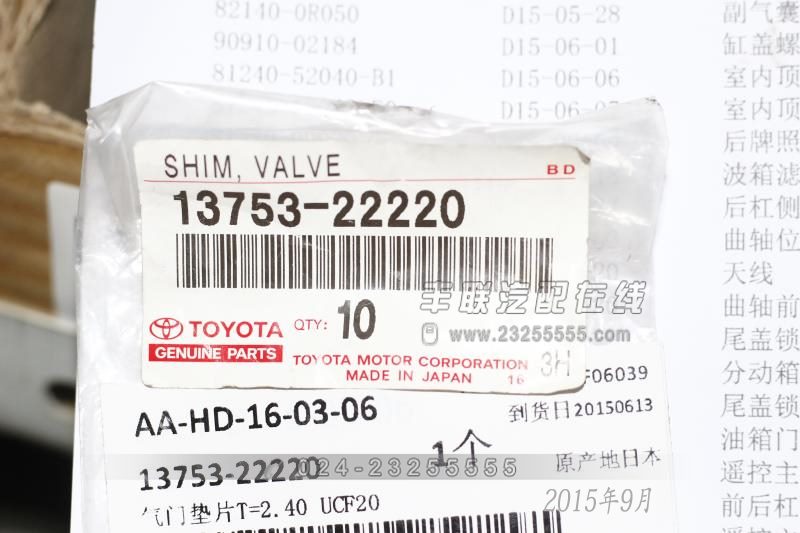 82140-0R050 D15-05-28 副气囊
90910-02184 D15-06-01 缸盖螺
81240-52040-B1 D15-06-06 室内顶
D15-06-07 室内顶
后牌照
波箱滤
后杠侧
曲轴位
天线
曲轴前
尾盖锁
分动箱
尾盖锁
油箱门
遥控主
前后杠
遥控主
SHIM, VALVE BD
13753-22220
丰联汽配在线
www.23255555.com
TOYOTA QTY: 10
GENUINE PARTS TOYOTA MOTOR CORPORATION 3H
MADE IN JAPAN 16
F06039
AA-HD-16-03-06 到货日20150613
1个
13753-22220 原产地日本
024-23255555
气门垫片T=2.40 UCF20
2015年9月